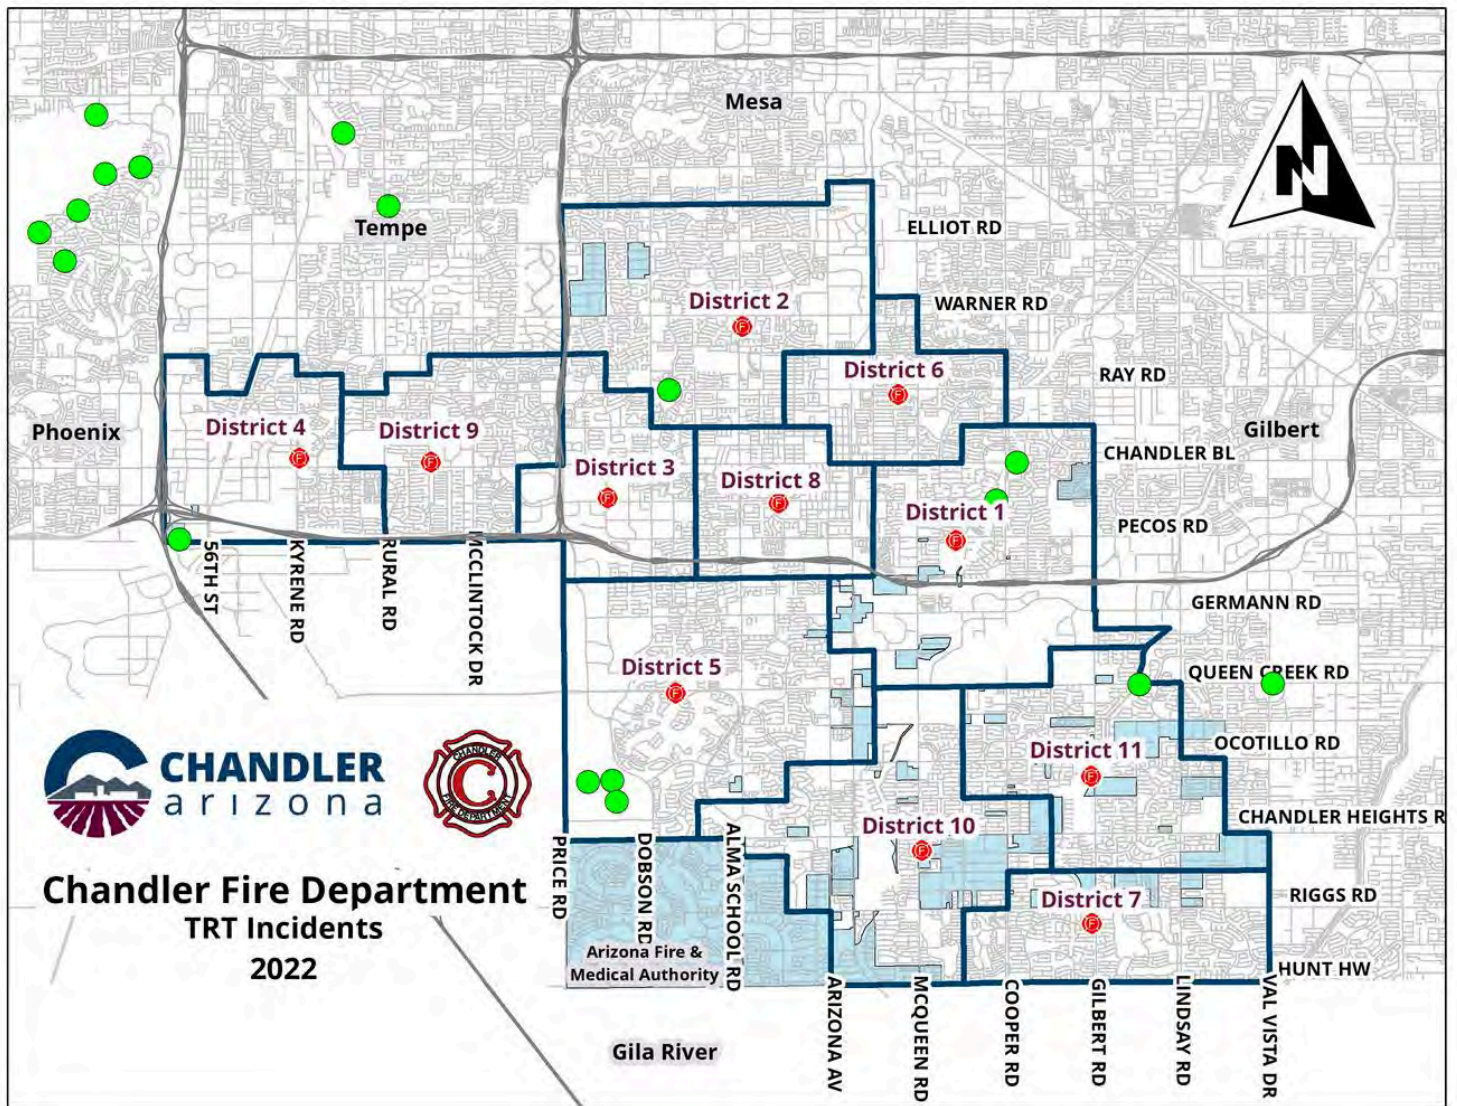 Mesa
N
ELLIOT RD
Tempe
District 2
WARNER RD
District 6
RAY RD
Phoenix
District 4
District 9
Gilbert
CHANDLER BL
District 3
District 8
District 1
PECOS RD
56TH ST
KYRENE RD
RURAL RD
MCCLINTOCK DR
GERMANN RD
District 5
QUEEN CREEK RD
CHANDLER
arizona
CHANDLER
C
FIRE DEPARTMENT
District 11
OCOTILLO RD
District 10
CHANDLER HEIGHTS R
PRICE RD
DOBSON RD
ALMA SCHOOL RD
Chandler Fire Department
TRT Incidents
2022
District 7
RIGGS RD
Arizona Fire &
Medical Authority
HUNT HW
ARIZONA AV
MCQUEEN RD
COOPER RD
GILBERT RD
LINDSAY RD
VAL VISTA DR
Gila River